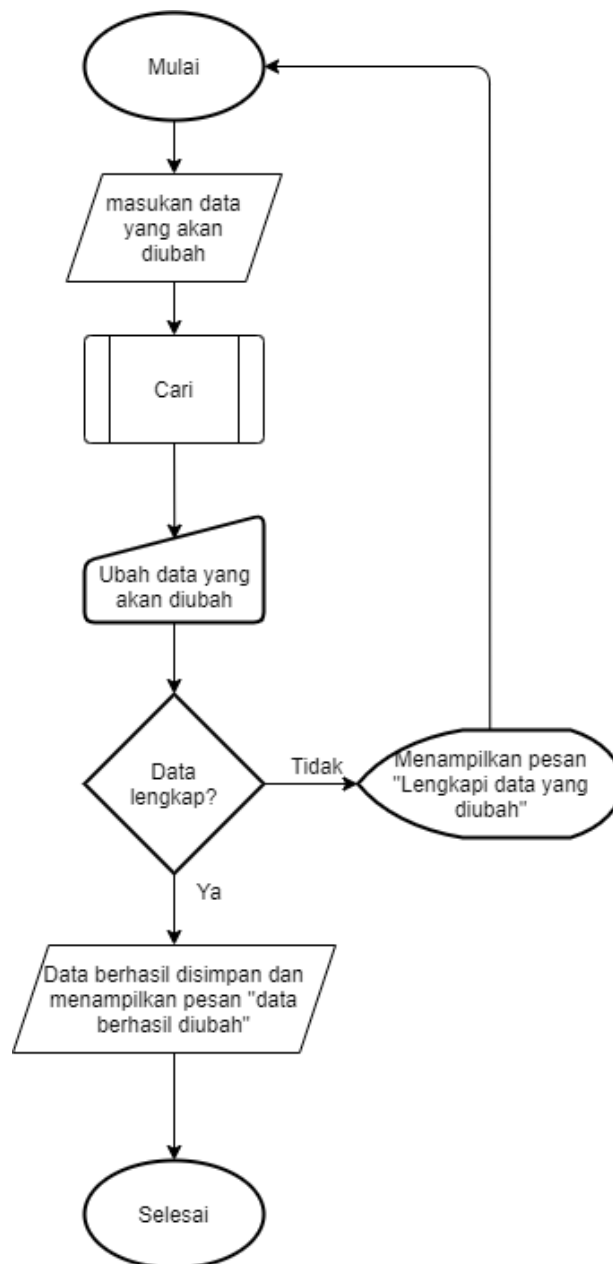 Mulai
masukan data
yang akan
diubah
Cari
Ubah data yang
akan diubah
Data
lengkap?
Tidak
Menampilkan pesan
"Lengkapi data yang
diubah"
Ya
Data berhasil disimpan dan
menampilkan pesan "data
berhasil diubah"
Selesai